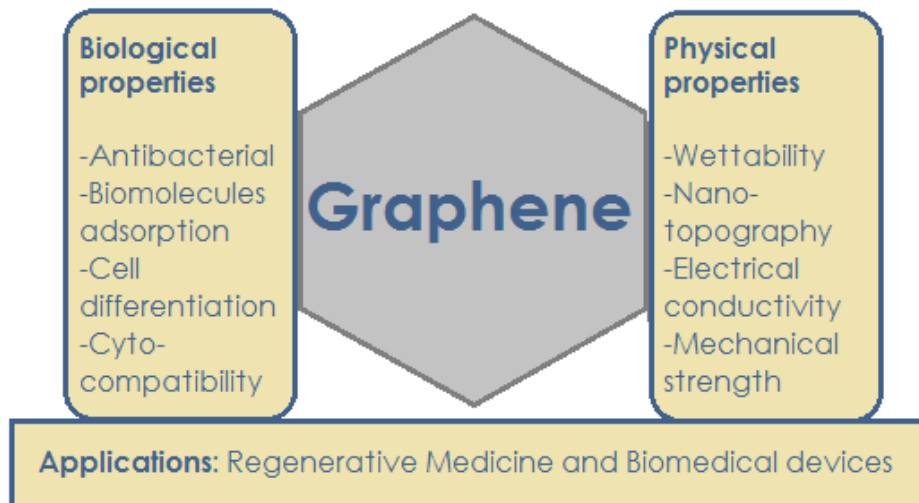 Biological
properties
-Antibacterial
-Biomolecules
adsorption
-Cell
differentiation
-Cyto-
compatibility
Graphene
Physical
properties
-Wettability
-Nano-
topography
-Electrical
conductivity
-Mechanical
strength
Applications: Regenerative Medicine and Biomedical devices